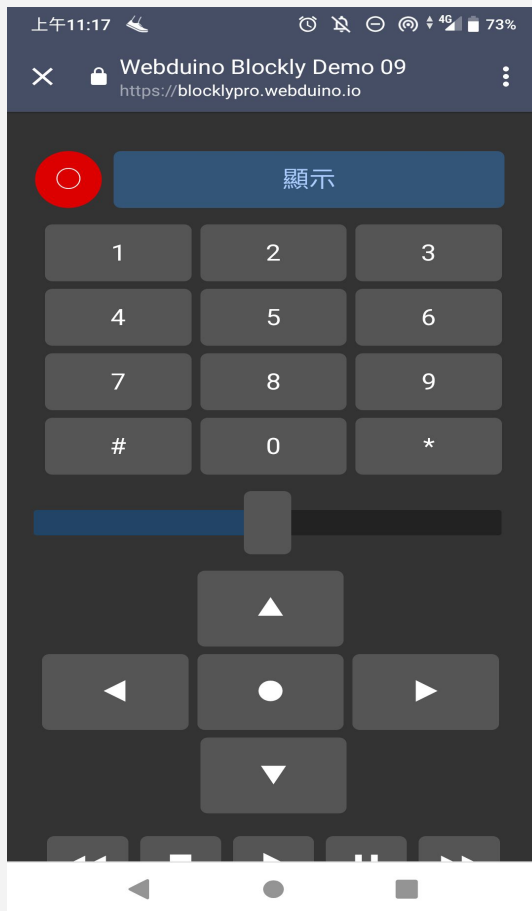 上午11:17 4G 73%
Webduino Blockly Demo 09
https://blocklypro.webduino.io
顯示
1 2 3
4 5 6
7 8 9
# 0 *